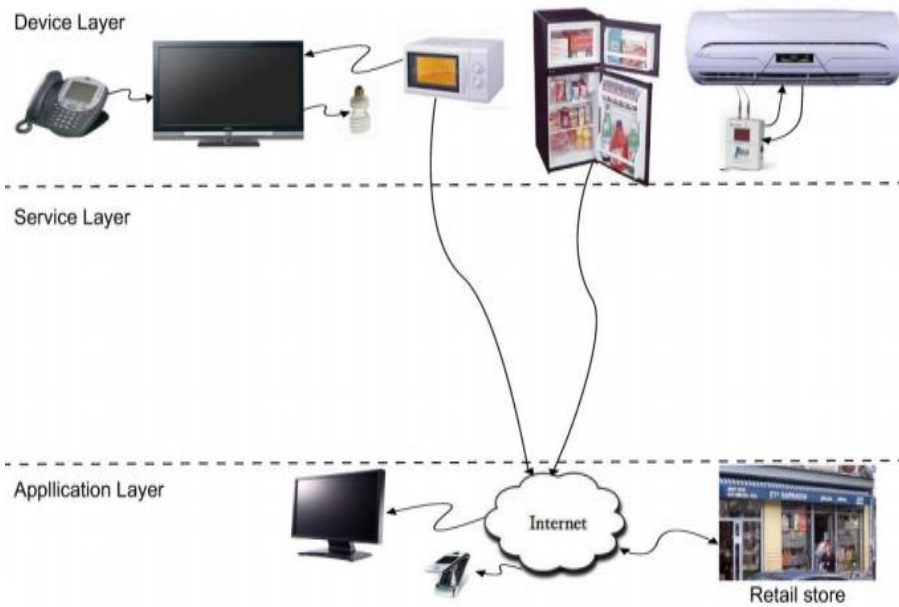 Device Layer
Service Layer
Appllication Layer
Internet
Retail store